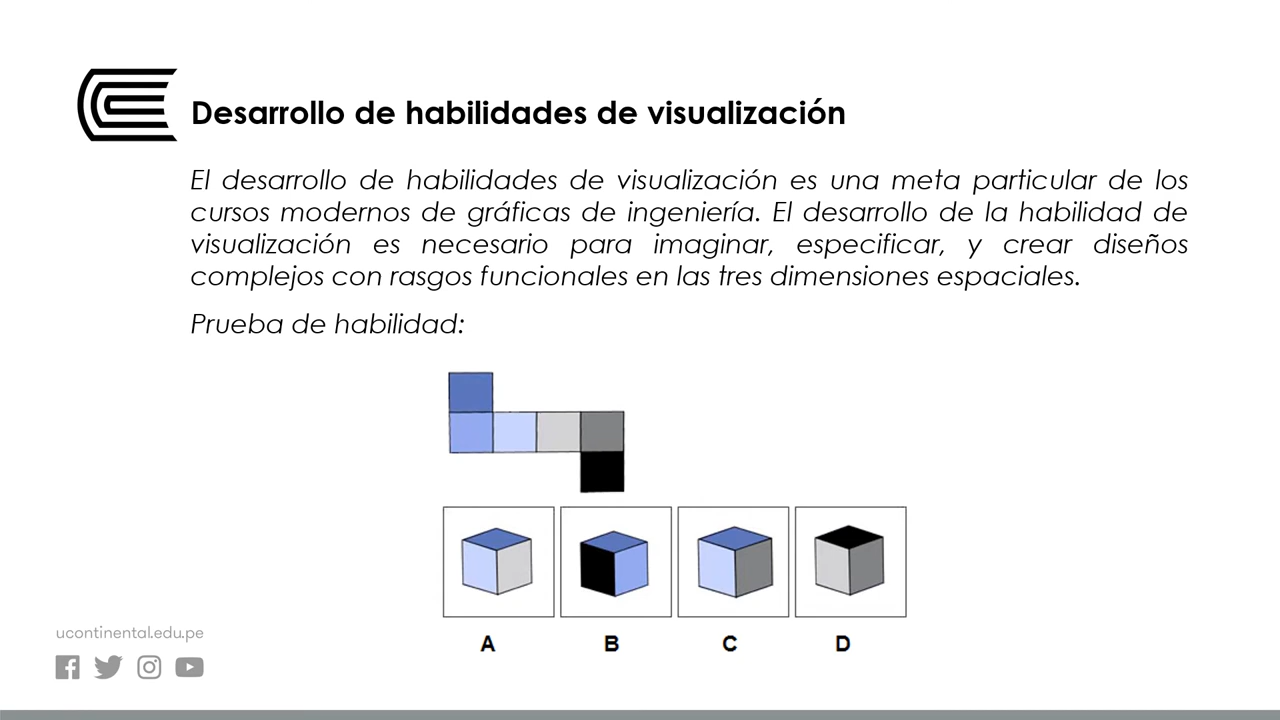 Desarrollo de habilidades de visualización
El desarrollo de habilidades de visualización es una meta particular de los
cursos modernos de gráficas de ingeniería. El desarrollo de la habilidad de
visualización es necesario para imaginar, especificar, y crear diseños
complejos con rasgos funcionales en las tres dimensiones espaciales.
Prueba de habilidad:
A B C D
ucontinental.edu.pe